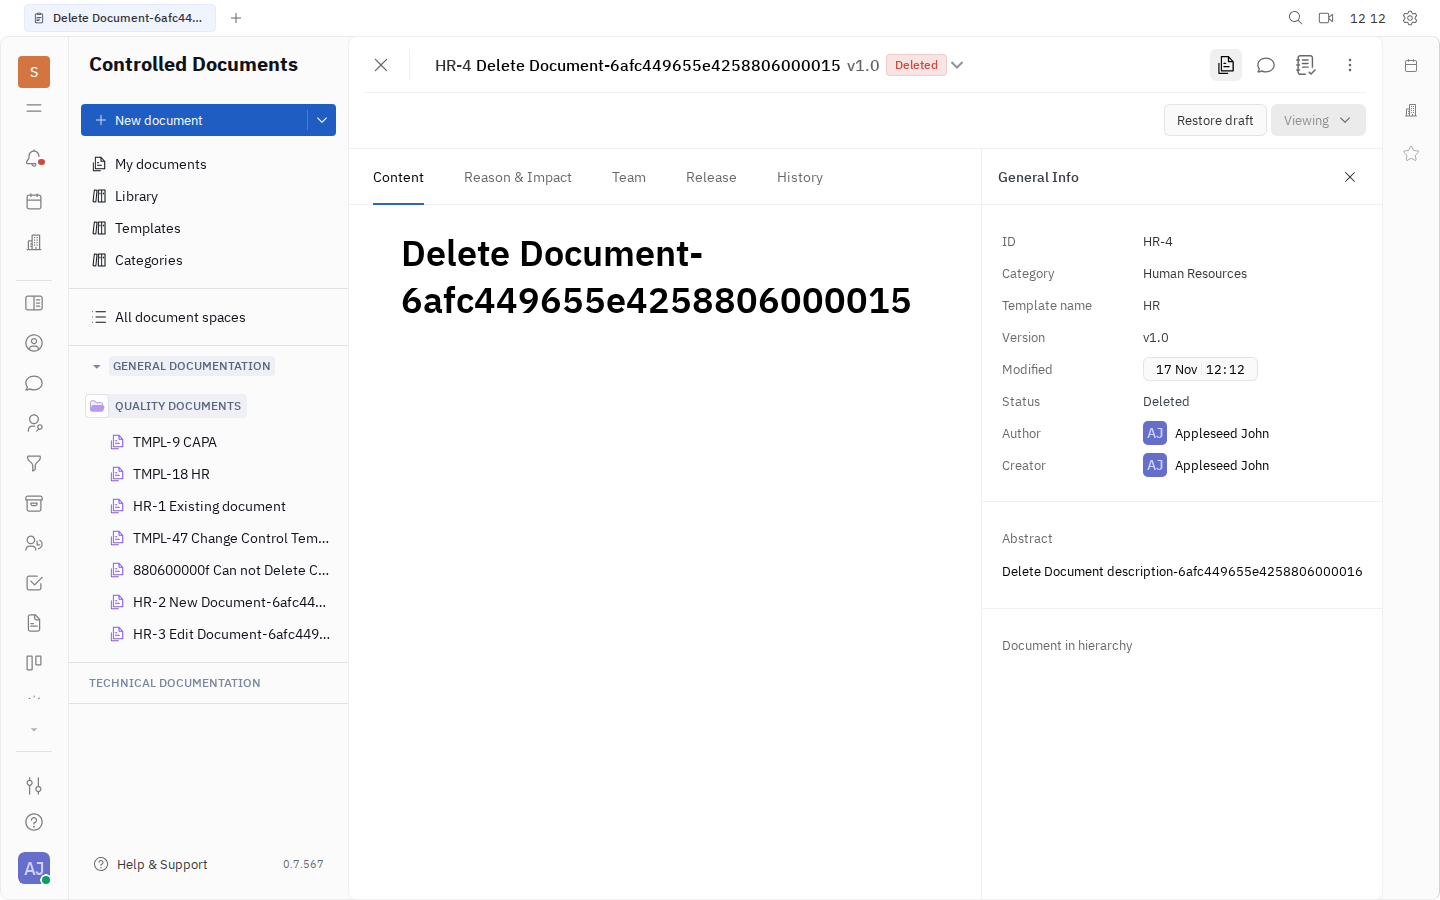 Delete Document-6afc44...
12 12
S
Controlled Documents
New document
My documents
Library
Templates
Categories
All document spaces
GENERAL DOCUMENTATION
QUALITY DOCUMENTS
TMPL-9 CAPA
TMPL-18 HR
HR-1 Existing document
TMPL-47 Change Control Tem...
880600000f Can not Delete C...
HR-2 New Document-6afc44...
HR-3 Edit Document-6afc449...
TECHNICAL DOCUMENTATION
Help & Support 0.7.567
AJ
HR-4 Delete Document-6afc449655e4258806000015 v1.0 Deleted
Restore draft Viewing
Content Reason & Impact Team Release History
Delete Document-
6afc449655e4258806000015
General Info
ID HR-4
Category Human Resources
Template name HR
Version v1.0
Modified 17 Nov 12:12
Status Deleted
Author AJ Appleseed John
Creator AJ Appleseed John
Abstract
Delete Document description-6afc449655e4258806000016
Document in hierarchy